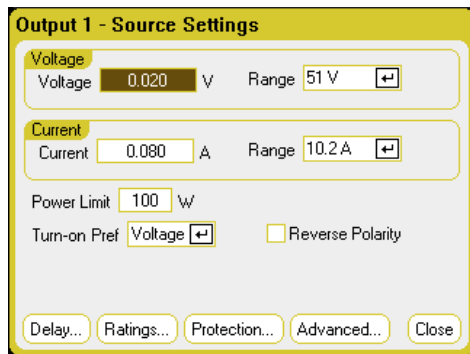 Output 1 - Source Settings
Voltage
Voltage 0.020 V Range 51 V
Current
Current 0.080 A Range 10.2 A
Power Limit 100 W
Turn-on Pref Voltage Reverse Polarity
Delay... Ratings... Protection... Advanced... Close